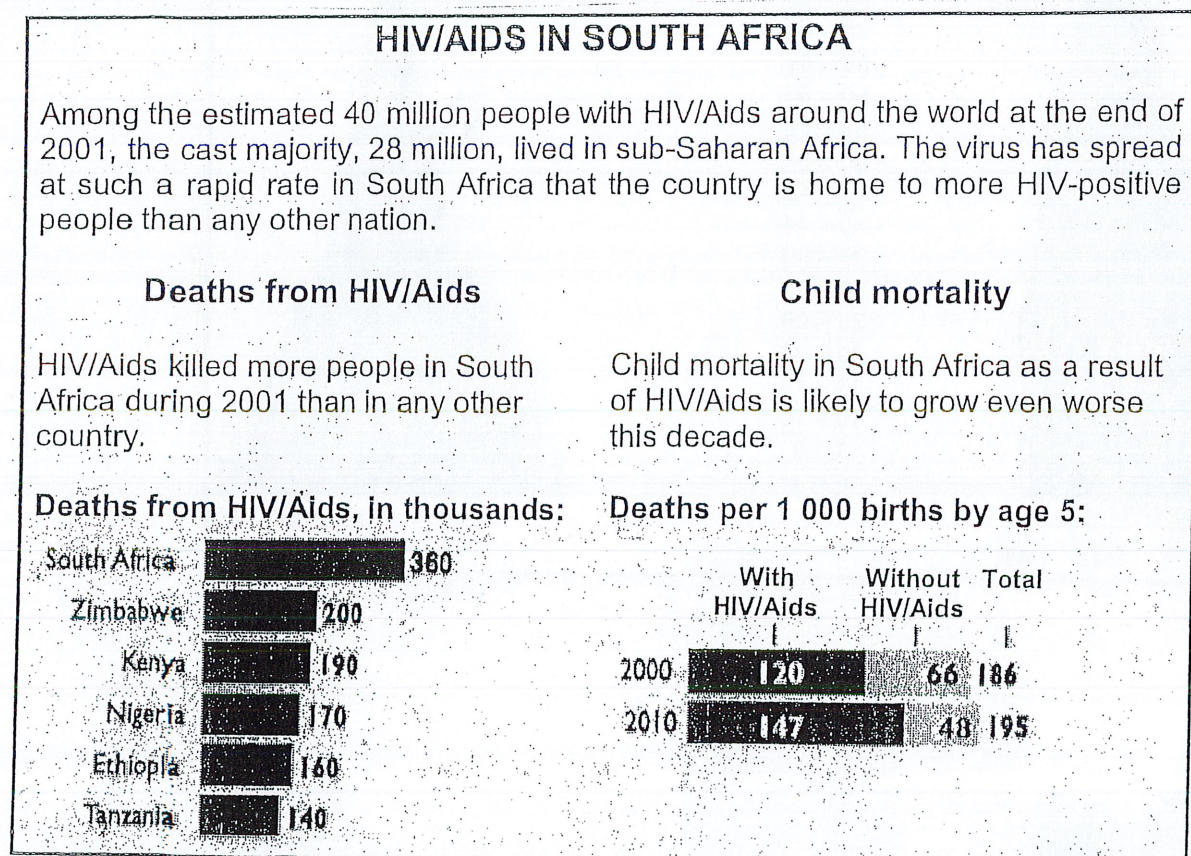 HIV/AIDS IN SOUTH AFRICA
Among the estimated 40 million people with HIV/Aids around the world at the end of
2001, the cast majority, 28 million, lived in sub-Saharan Africa. The virus has spread
at such a rapid rate in South Africa that the country is home to more HIV-positive
people than any other nation.
Deaths from HIV/Aids
HIV/Aids killed more people in South
Africa during 2001 than in any other
country.
Deaths from HIV/Aids, in thousands:
South Africa 360
Zimbabwe 200
Kenya 190
Nigeria 170
Ethiopia 160
Tanzania 140
Child mortality
Child mortality in South Africa as a result
of HIV/Aids is likely to grow even worse
this decade.
Deaths per 1 000 births by age 5:
With Without Total
HIV/Aids HIV/Aids
2000 120 66 186
2010 147 48 195